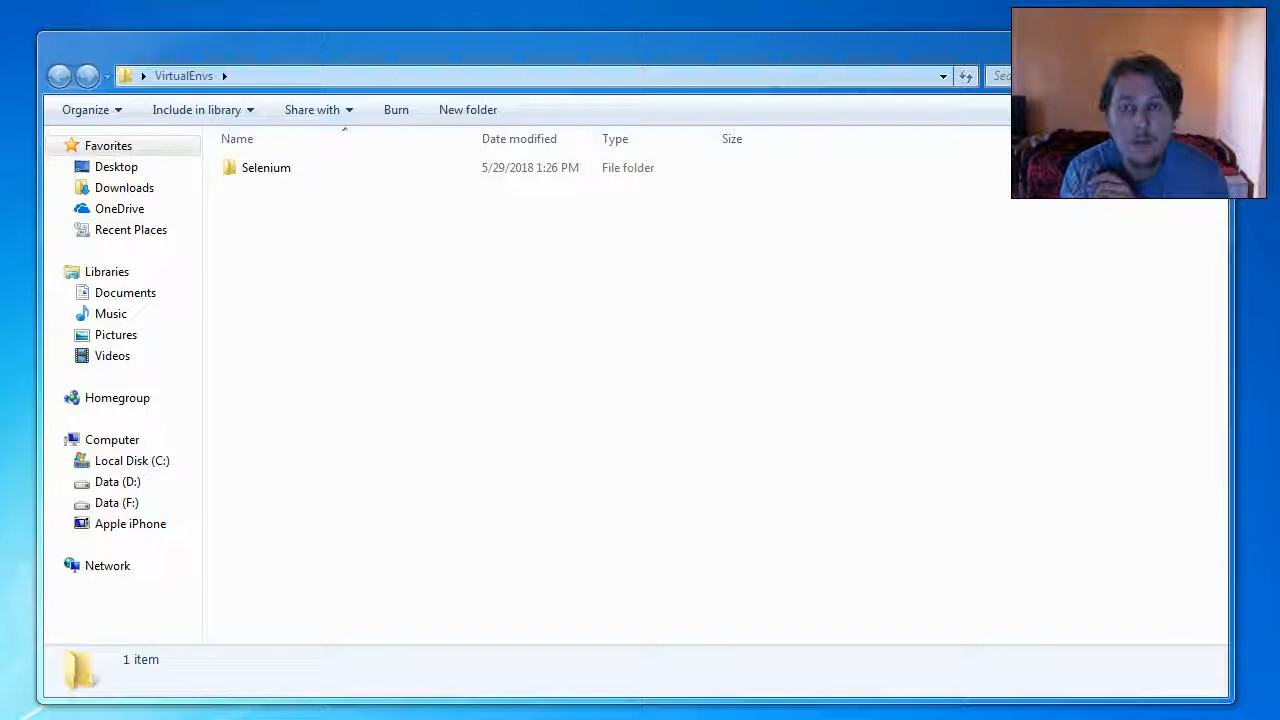 VirtualEnvs
Sea
Organize
Include in library
Share with
Burn
New folder
Name
Date modified
Type
Size
Selenium
5/29/2018 1:26 PM
File folder
Favorites
Desktop
Downloads
OneDrive
Recent Places
Libraries
Documents
Music
Pictures
Videos
Homegroup
Computer
Local Disk (C:)
Data (D:)
Data (F:)
Apple iPhone
Network
1 item